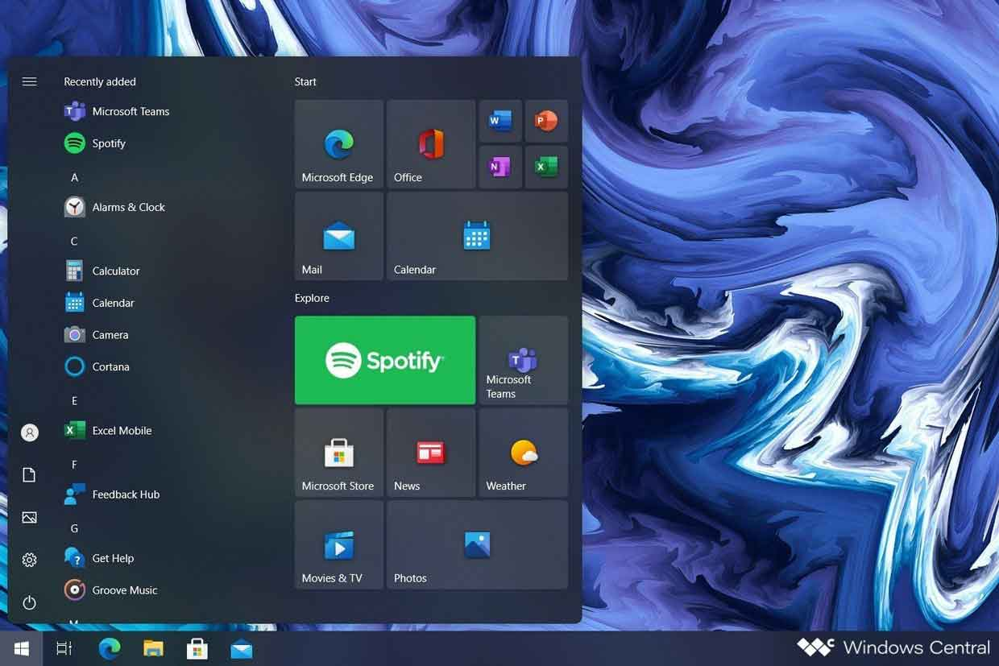 Recently added
Microsoft Teams
Spotify
A
Alarms & Clock
C
Calculator
Calendar
Camera
Cortana
E
Excel Mobile
F
Feedback Hub
G
Get Help
Groove Music
M
Start
Microsoft Edge
Office
W
P
N
X
Mail
Calendar
Explore
Spotify
T
Microsoft
Teams
Microsoft Store
News
Weather
Movies & TV
Photos
Windows Central